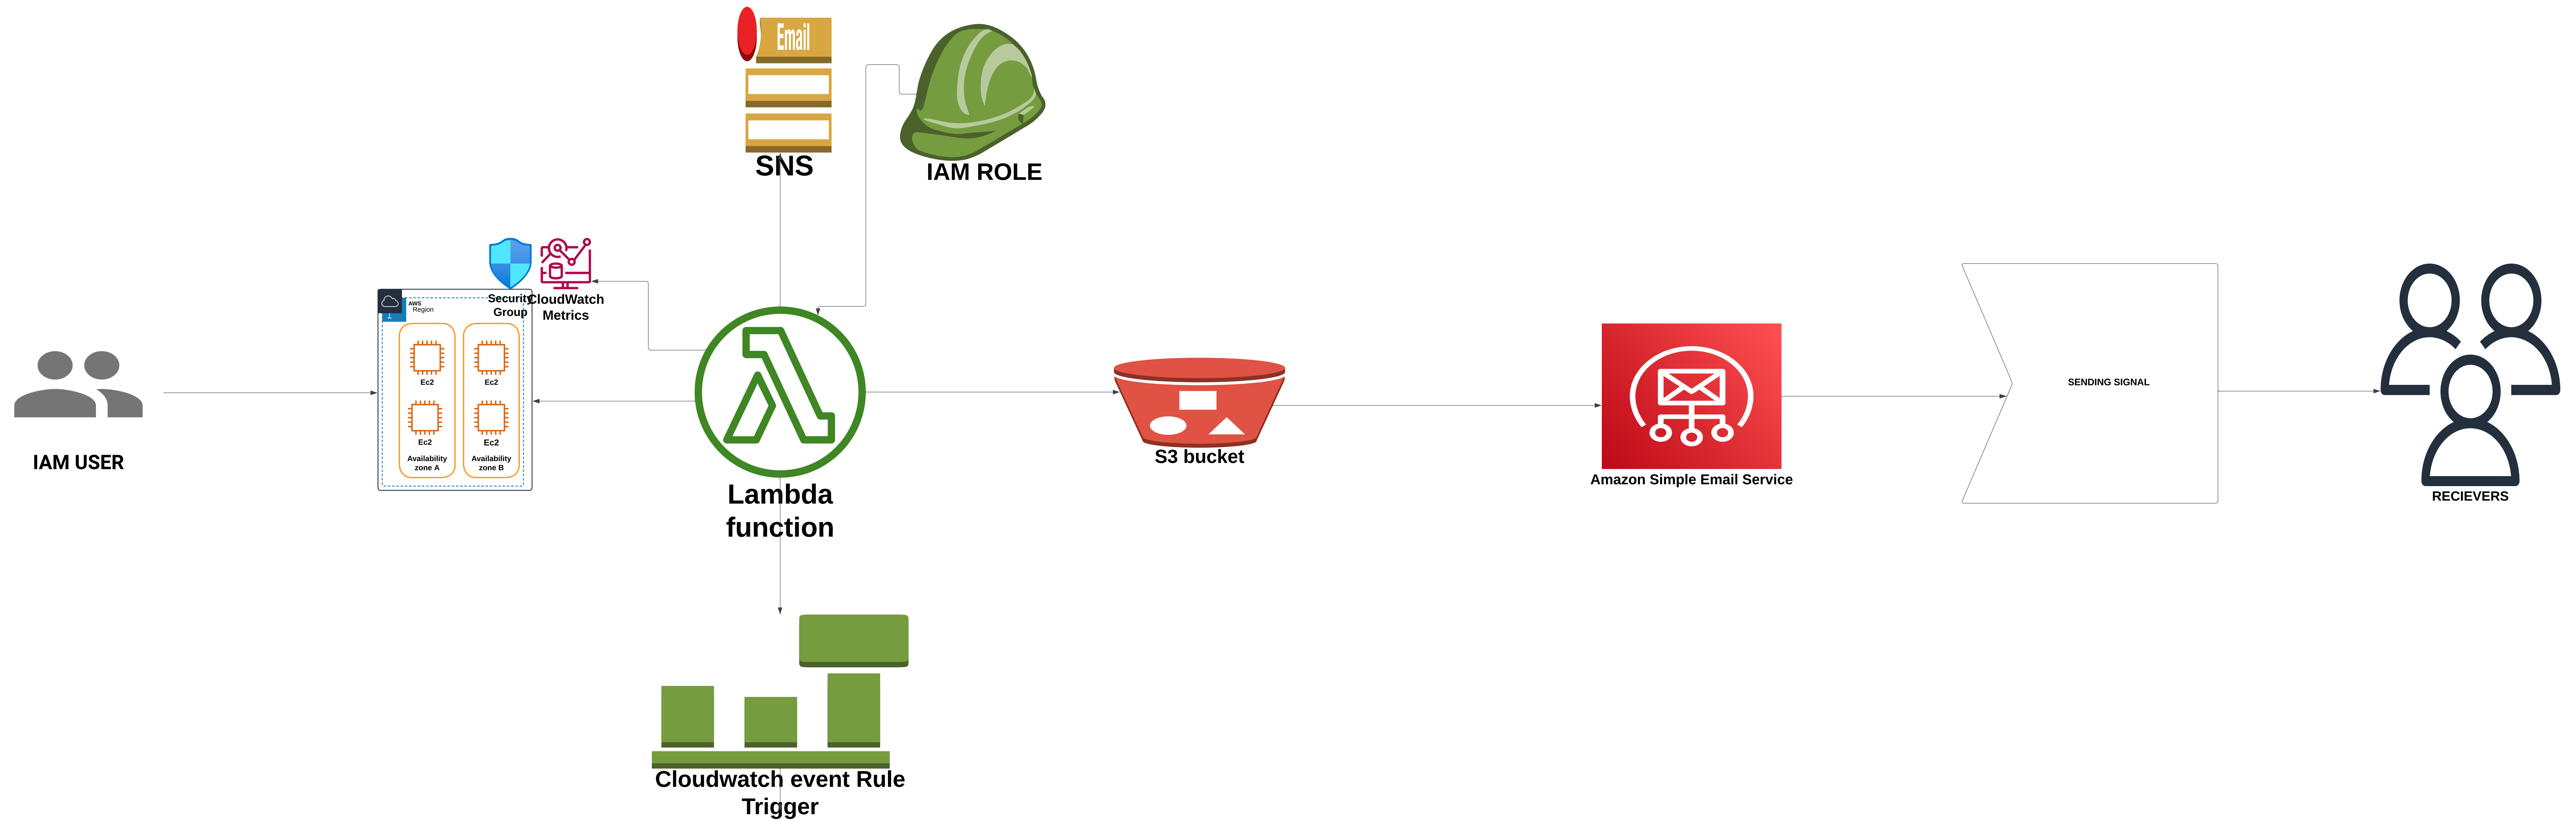 Email
SNS
IAM ROLE
Security
Group
CloudWatch
Metrics
AWS
Region
Ec2
Ec2
Ec2
Ec2
Availability
zone A
Availability
zone B
IAM USER
Lambda
function
S3 bucket
Amazon Simple Email Service
SENDING SIGNAL
RECIEVERS
Cloudwatch event Rule
Trigger